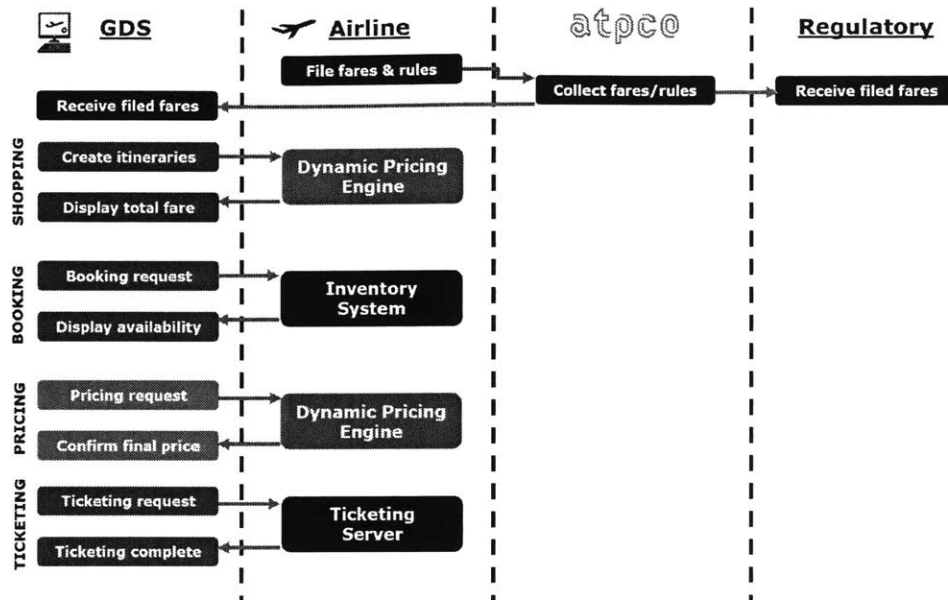 GDS
Airline
atpco
Regulatory
File fares & rules
Collect fares/rules
Receive filed fares
Receive filed fares
SHOPPING
Create itineraries
Dynamic Pricing
Engine
Display total fare
BOOKING
Booking request
Inventory
System
Display availability
PRICING
Pricing request
Dynamic Pricing
Engine
Confirm final price
TICKETING
Ticketing request
Ticketing
Server
Ticketing complete